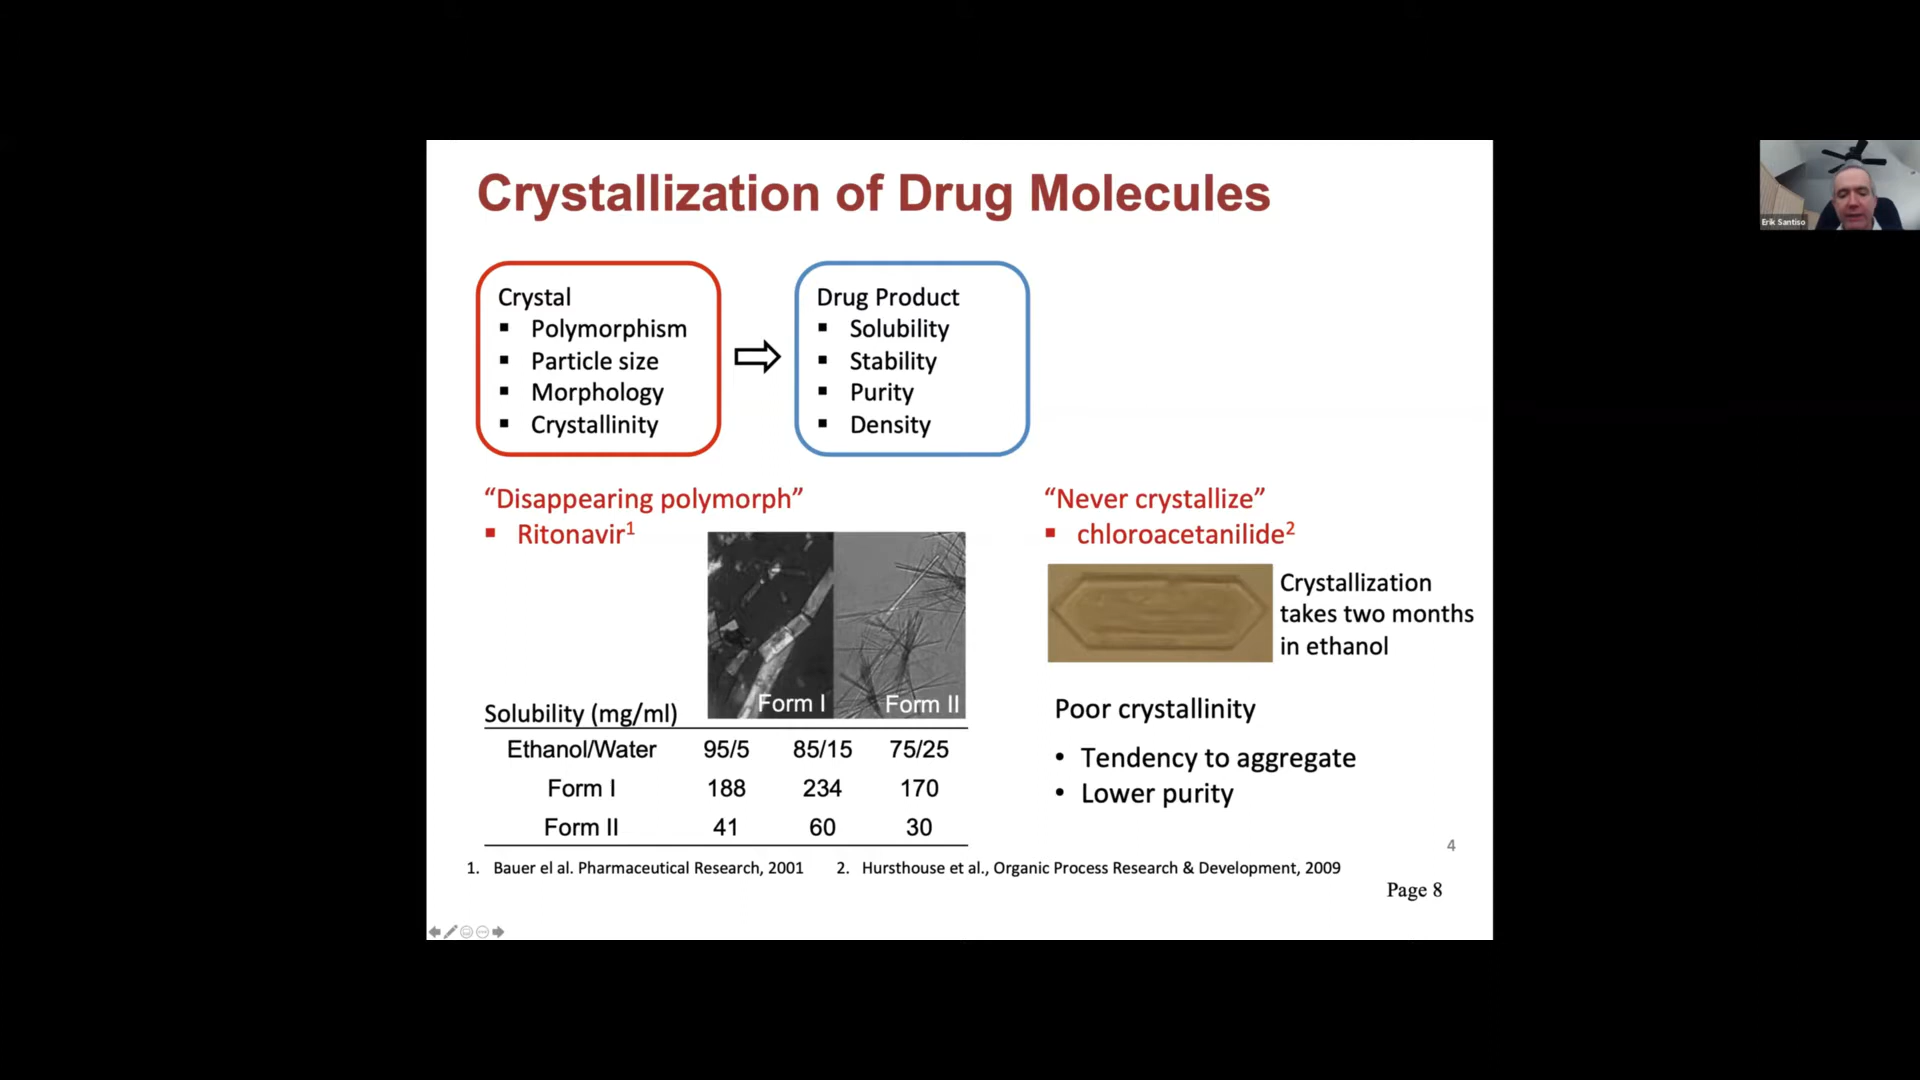 Crystallization of Drug Molecules
Crystal
▪ Polymorphism
▪ Particle size
▪ Morphology
▪ Crystallinity
Drug Product
▪ Solubility
▪ Stability
▪ Purity
▪ Density
“Disappearing polymorph”
▪ Ritonavir1
Form I
Form II
Solubility (mg/ml)
Ethanol/Water 95/5 85/15 75/25
Form I 188 234 170
Form II 41 60 30
“Never crystallize”
▪ chloroacetanilide2
Crystallization
takes two months
in ethanol
Poor crystallinity
• Tendency to aggregate
• Lower purity
4
1. Bauer el al. Pharmaceutical Research, 2001 2. Hursthouse et al., Organic Process Research & Development, 2009
Page 8
Erik Santiso